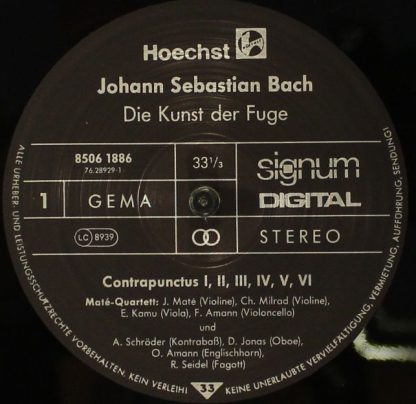 Hoechst
Johann Sebastian Bach
Die Kunst der Fuge
8506 1886
76.28929-1
33 1/3
signum
1
GEMA
DIGITAL
LC 8939
STEREO
Contrapunctus I, II, III, IV, V, VI
Maté-Quartett: J. Maté (Violine), Ch. Milrad (Violine),
E. Kamu (Viola), F. Amann (Violoncello)
und
A. Schröder (Kontrabaß), D. Jonas (Oboe),
O. Amann (Englischhorn),
R. Seidel (Fagott)
ALLE URHEBER- UND LEISTUNGSSCHUTZRECHTE VORBEHALTEN. KEIN VERLEIH! KEINE UNERLAUBTE VERVIELFÄLTIGUNG, VERMIETUNG, AUFFÜHRUNG, SENDUNG!
33